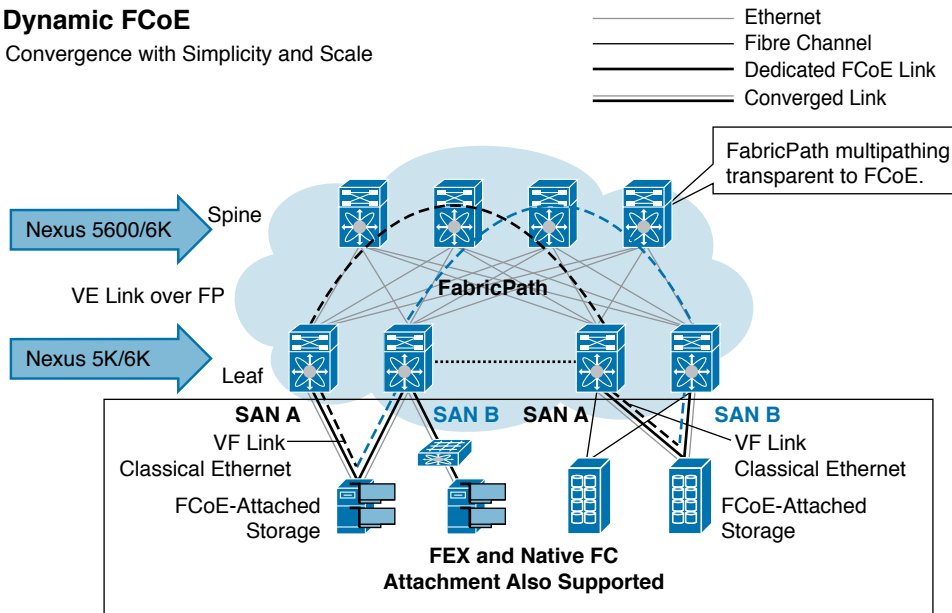 Dynamic FCoE
Convergence with Simplicity and Scale
Ethernet
Fibre Channel
Dedicated FCoE Link
Converged Link
FabricPath multipathing
transparent to FCoE.
Nexus 5600/6K
Spine
VE Link over FP
FabricPath
Nexus 5K/6K
Leaf
SAN A
SAN B
SAN A
SAN B
VF Link
Classical Ethernet
VF Link
Classical Ethernet
FCoE-Attached
Storage
FCoE-Attached
Storage
FEX and Native FC
Attachment Also Supported